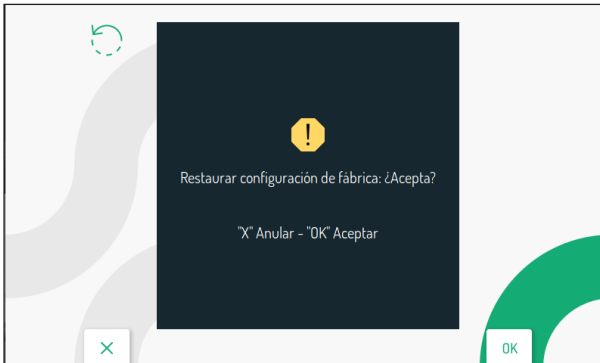 !
Restaurar configuración de fábrica: ¿Acepta?
"X" Anular - "OK" Aceptar
X
OK